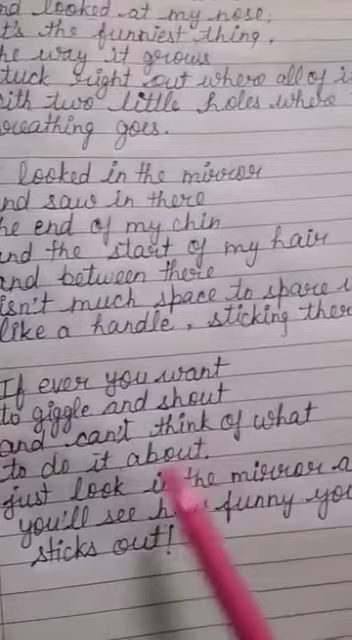 nd looked at my nose,
t's the funniest thing,
he way it grows
tuck right out where all of i
ith two little holes where
breathing goes.
looked in the mirror
nd saw in there
he end of my chin
and the start of my hair
and between there
isn't much space to spare
like a handle, sticking ther
If ever you want
to giggle and shout
and can't think of what
to do it about,
just look in the mirror a
you'll see funny you
sticks out!